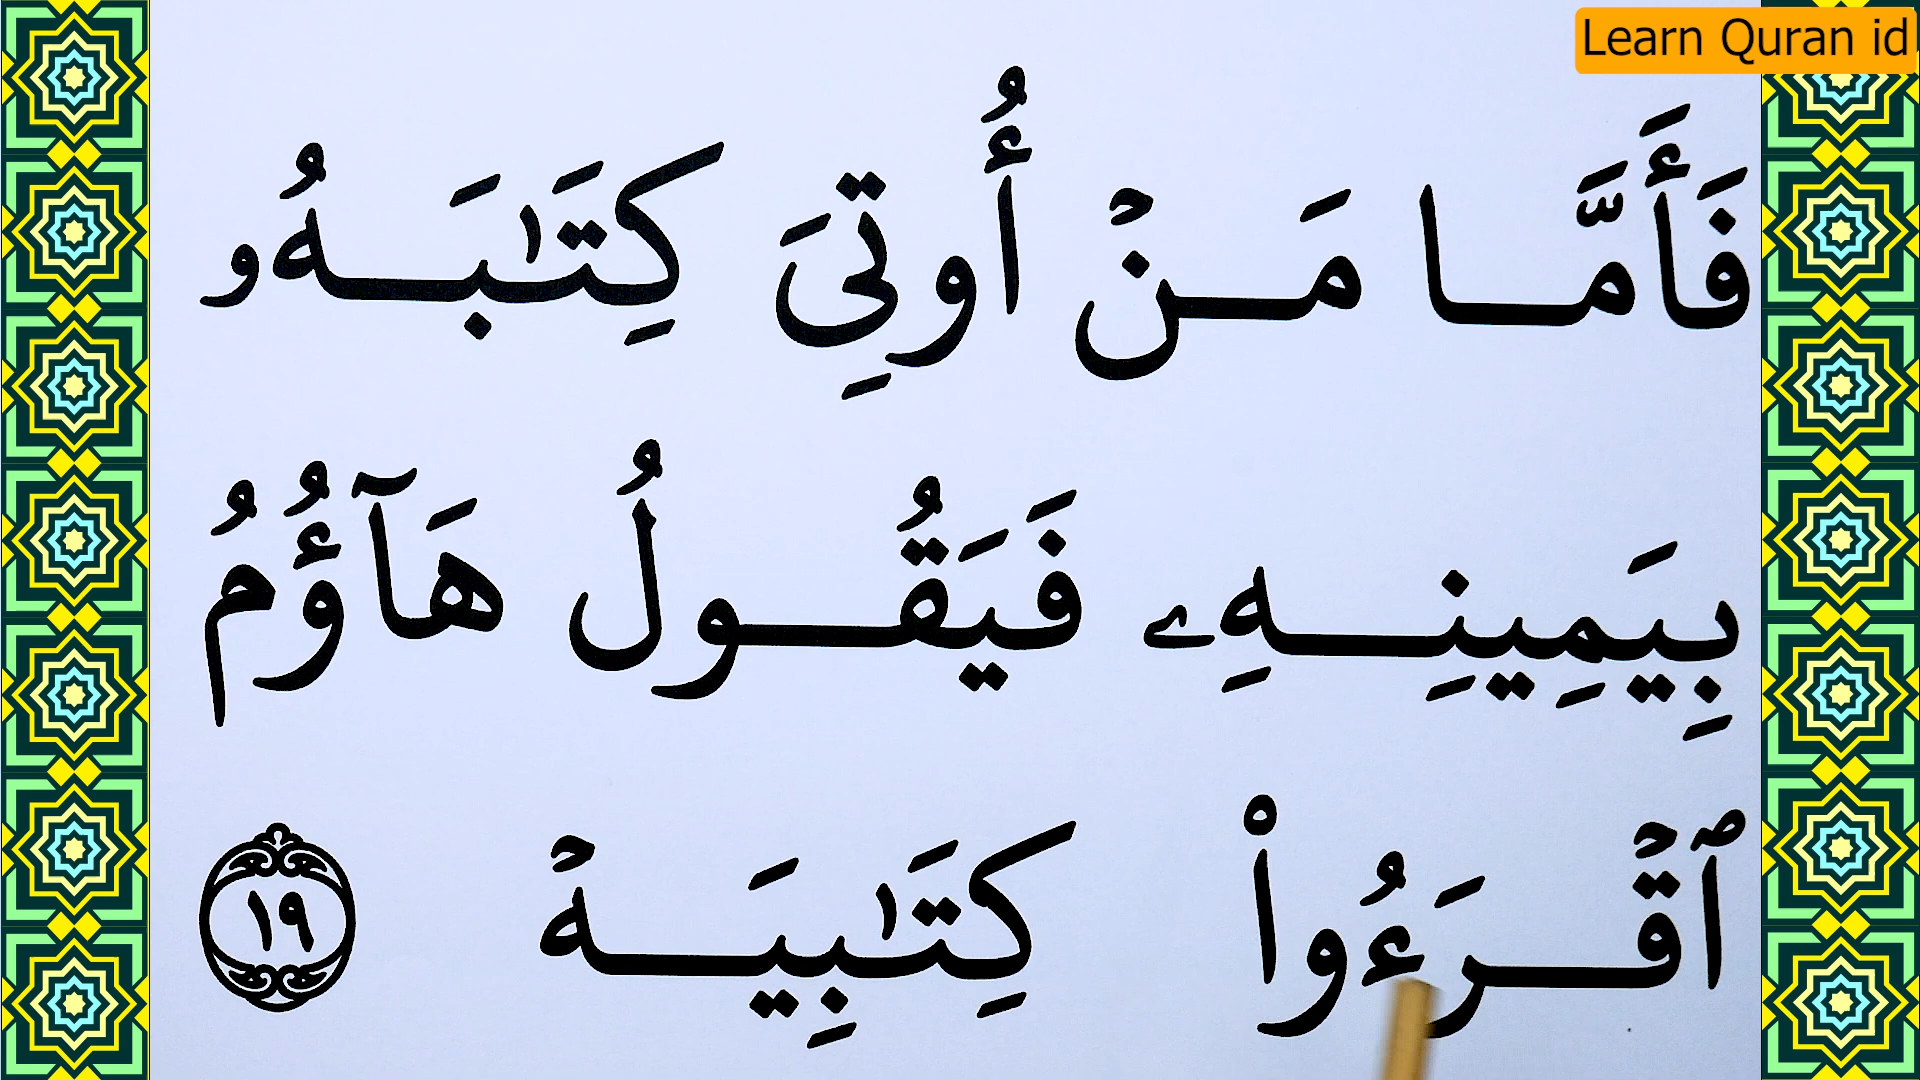 Learn Quran id
فَأَمَّا مَنۡ أُوتِيَ كِتَٰبَهُۥ
بِيَمِينِهِۦ فَيَقُولُ هَآؤُمُ
ٱقۡرَءُواْ كِتَٰبِيَهۡ ١٩